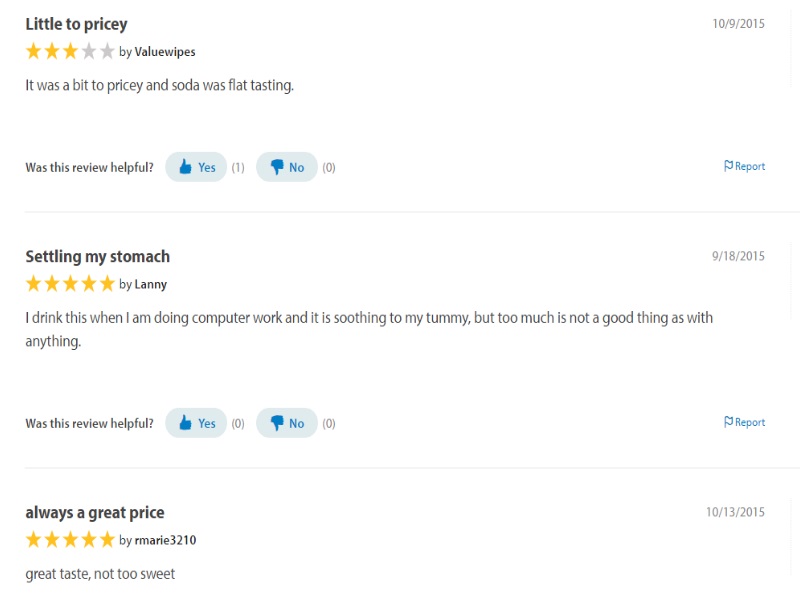 Little to pricey
10/9/2015
by Valuewipes
It was a bit to pricey and soda was flat tasting.
Was this review helpful? Yes (1) No (0) Report
Settling my stomach
9/18/2015
by Lanny
I drink this when I am doing computer work and it is soothing to my tummy, but too much is not a good thing as with
anything.
Was this review helpful? Yes (0) No (0) Report
always a great price
10/13/2015
by rmarie3210
great taste, not too sweet